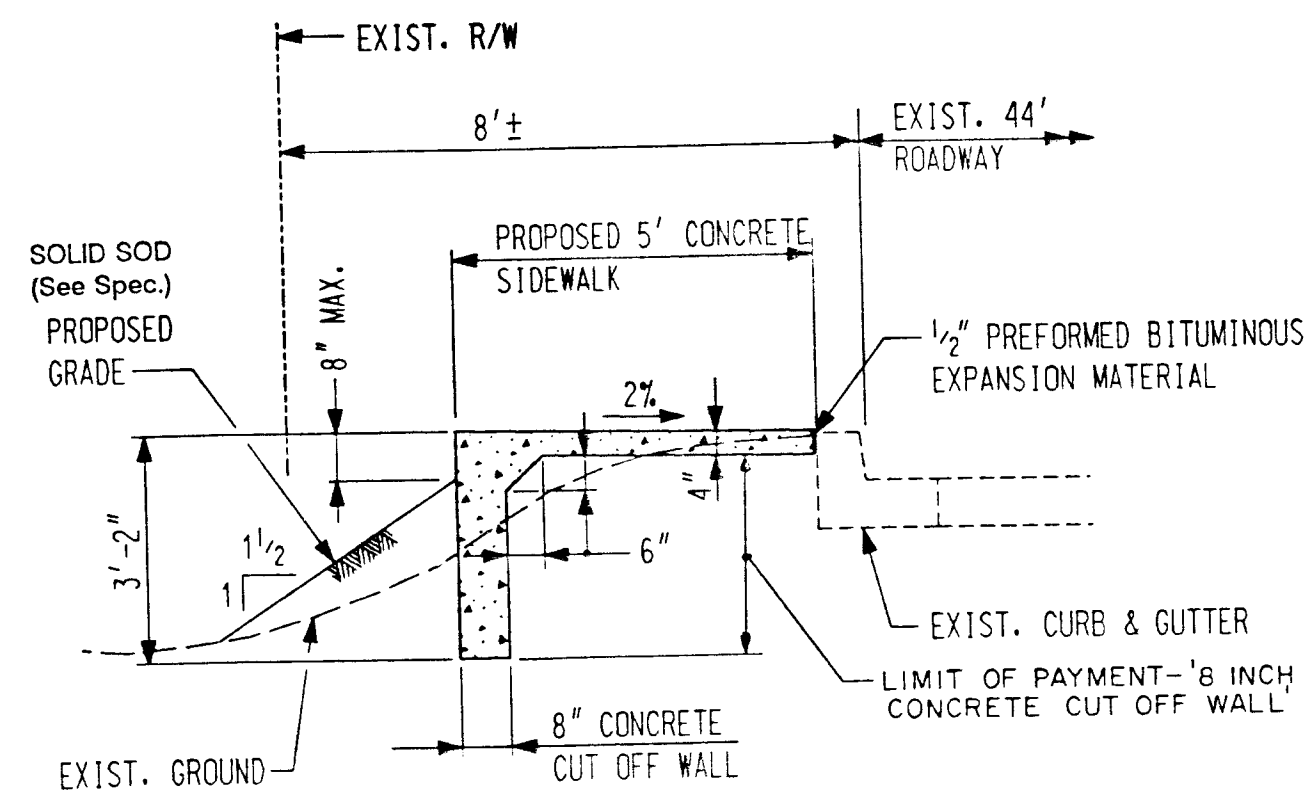 EXIST. R/W
8'±
EXIST. 44'
ROADWAY
PROPOSED 5' CONCRETE
SIDEWALK
SOLID SOD
(See Spec.)
PROPOSED
GRADE
8" MAX.
1/2" PREFORMED BITUMINOUS
EXPANSION MATERIAL
2%
4"
3'-2"
1 1/2
1
6"
EXIST. CURB & GUTTER
LIMIT OF PAYMENT-'8 INCH
CONCRETE CUT OFF WALL'
8" CONCRETE
CUT OFF WALL
EXIST. GROUND